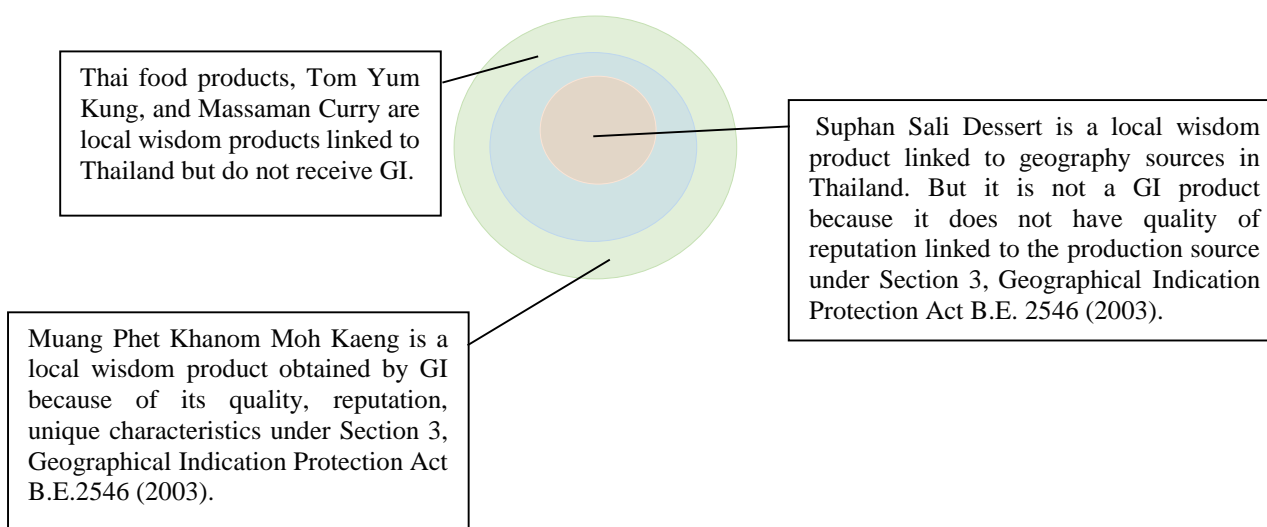 Thai food products, Tom Yum
Kung, and Massaman Curry are
local wisdom products linked to
Thailand but do not receive GI.
Suphan Sali Dessert is a local wisdom
product linked to geography sources in
Thailand. But it is not a GI product
because it does not have quality of
reputation linked to the production source
under Section 3, Geographical Indication
Protection Act B.E. 2546 (2003).
Muang Phet Khanom Moh Kaeng is a
local wisdom product obtained by GI
because of its quality, reputation,
unique characteristics under Section 3,
Geographical Indication Protection Act
B.E.2546 (2003).